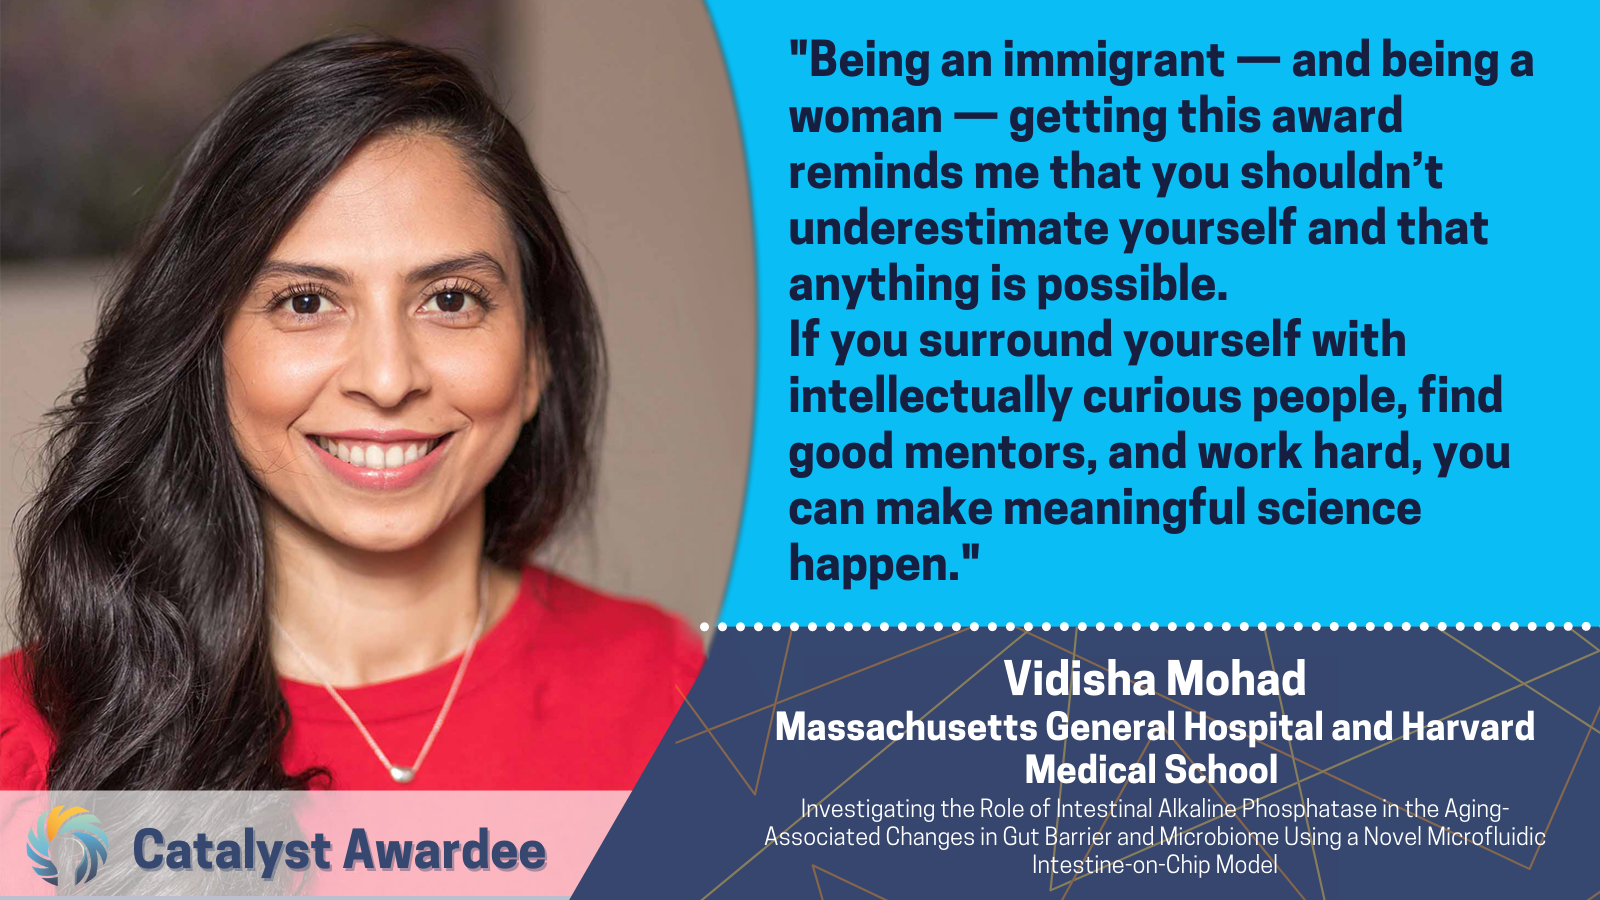 "Being an immigrant — and being a
woman — getting this award
reminds me that you shouldn’t
underestimate yourself and that
anything is possible.
If you surround yourself with
intellectually curious people, find
good mentors, and work hard, you
can make meaningful science
happen."
Vidisha Mohad
Massachusetts General Hospital and Harvard
Medical School
Investigating the Role of Intestinal Alkaline Phosphatase in the Aging-
Associated Changes in Gut Barrier and Microbiome Using a Novel Microfluidic
Intestine-on-Chip Model
Catalyst Awardee